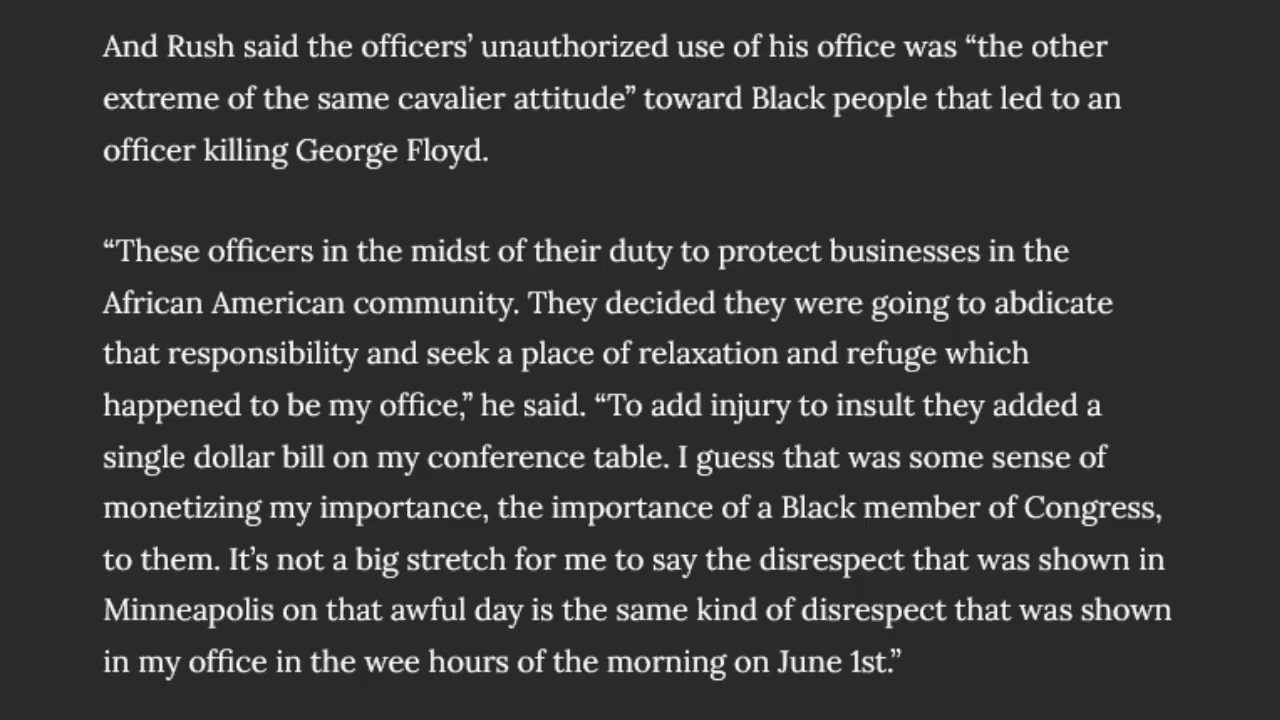 And Rush said the officers’ unauthorized use of his office was “the other
extreme of the same cavalier attitude” toward Black people that led to an
officer killing George Floyd.
“These officers in the midst of their duty to protect businesses in the
African American community. They decided they were going to abdicate
that responsibility and seek a place of relaxation and refuge which
happened to be my office,” he said. “To add injury to insult they added a
single dollar bill on my conference table. I guess that was some sense of
monetizing my importance, the importance of a Black member of Congress,
to them. It’s not a big stretch for me to say the disrespect that was shown in
Minneapolis on that awful day is the same kind of disrespect that was shown
in my office in the wee hours of the morning on June 1st.”